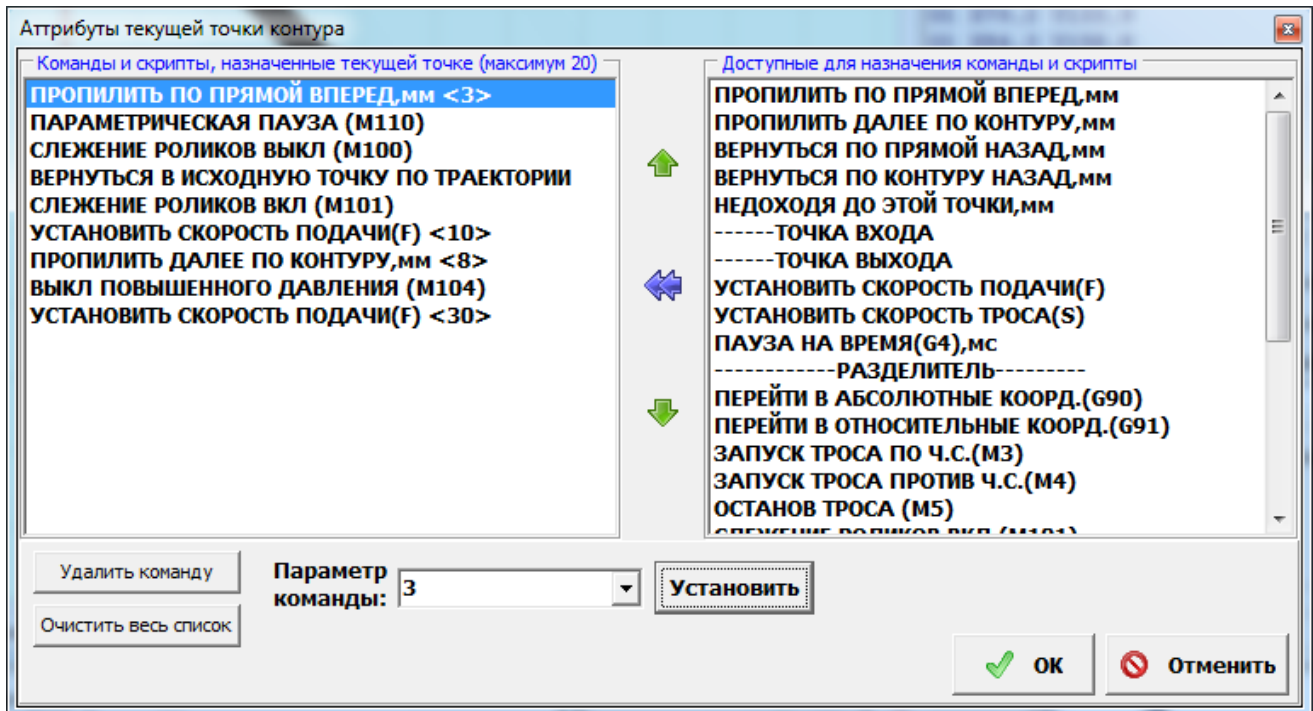 Аттрибуты текущей точки контура
Команды и скрипты, назначенные текущей точке (максимум 20)
ПРОПИЛИТЬ ПО ПРЯМОЙ ВПЕРЕД,мм <3>
ПАРАМЕТРИЧЕСКАЯ ПАУЗА (M110)
СЛЕЖЕНИЕ РОЛИКОВ ВЫКЛ (M100)
ВЕРНУТЬСЯ В ИСХОДНУЮ ТОЧКУ ПО ТРАЕКТОРИИ
СЛЕЖЕНИЕ РОЛИКОВ ВКЛ (M101)
УСТАНОВИТЬ СКОРОСТЬ ПОДАЧИ(F) <10>
ПРОПИЛИТЬ ДАЛЕЕ ПО КОНТУРУ,мм <8>
ВЫКЛ ПОВЫШЕННОГО ДАВЛЕНИЯ (M104)
УСТАНОВИТЬ СКОРОСТЬ ПОДАЧИ(F) <30>
Доступные для назначения команды и скрипты
ПРОПИЛИТЬ ПО ПРЯМОЙ ВПЕРЕД,мм
ПРОПИЛИТЬ ДАЛЕЕ ПО КОНТУРУ,мм
ВЕРНУТЬСЯ ПО ПРЯМОЙ НАЗАД,мм
ВЕРНУТЬСЯ ПО КОНТУРУ НАЗАД,мм
НЕДОХОДЯ ДО ЭТОЙ ТОЧКИ,мм
------ТОЧКА ВХОДА
------ТОЧКА ВЫХОДА
УСТАНОВИТЬ СКОРОСТЬ ПОДАЧИ(F)
УСТАНОВИТЬ СКОРОСТЬ ТРОСА(S)
ПАУЗА НА ВРЕМЯ(G4),мс
------------РАЗДЕЛИТЕЛЬ---------
ПЕРЕЙТИ В АБСОЛЮТНЫЕ КООРД.(G90)
ПЕРЕЙТИ В ОТНОСИТЕЛЬНЫЕ КООРД.(G91)
ЗАПУСК ТРОСА ПО Ч.С.(M3)
ЗАПУСК ТРОСА ПРОТИВ Ч.С.(M4)
ОСТАНОВ ТРОСА (M5)
СЛЕЖЕНИЕ РОЛИКОВ ВКЛ (M101)
Удалить команду
Очистить весь список
Параметр
команды:
3
Установить
ОК
Отменить